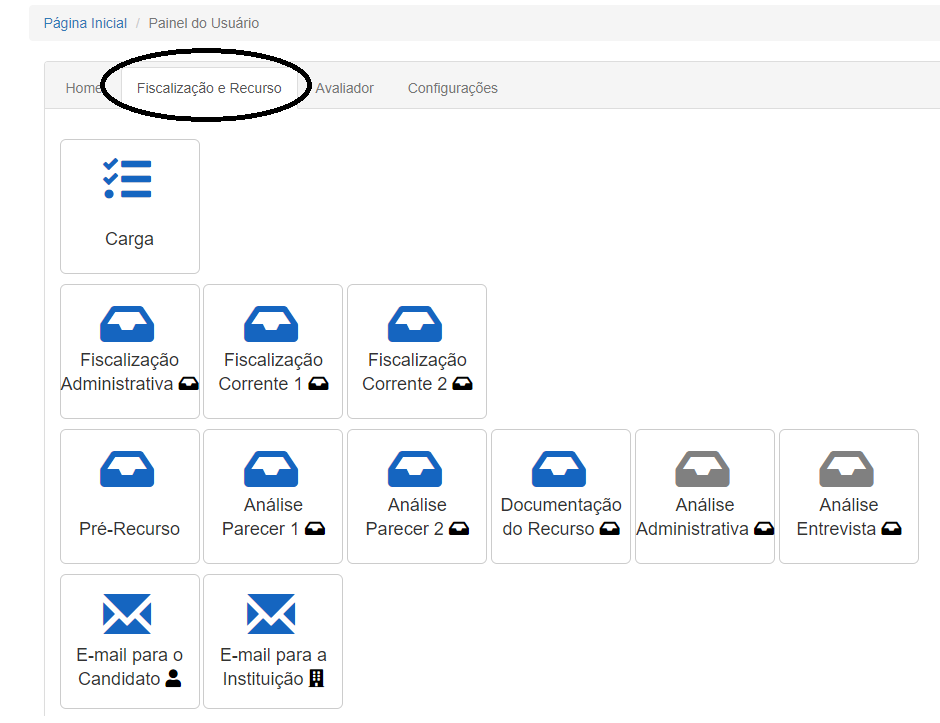 Página Inicial / Painel do Usuário
Home Fiscalização e Recurso Avaliador Configurações
Carga
Fiscalização
Administrativa
Fiscalização
Corrente 1
Fiscalização
Corrente 2
Pré-Recurso
Análise
Parecer 1
Análise
Parecer 2
Documentação
do Recurso
Análise
Administrativa
Análise
Entrevista
E-mail para o
Candidato
E-mail para a
Instituição